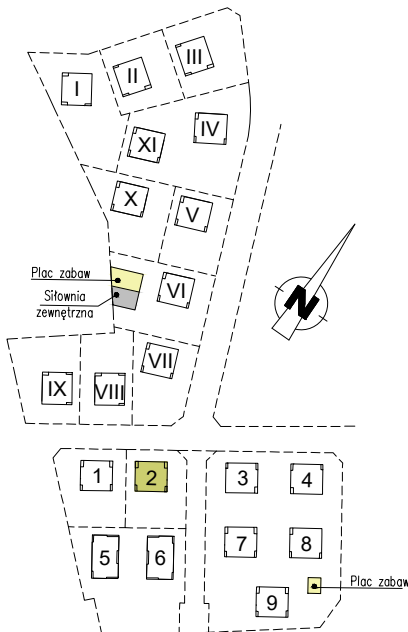 III
II
I
IV
XI
X
V
Plac zabaw
Siłownia
zewnętrzna
VI
N
VII
IX
VIII
1
2
3
4
5
6
7
8
Plac zabaw
9